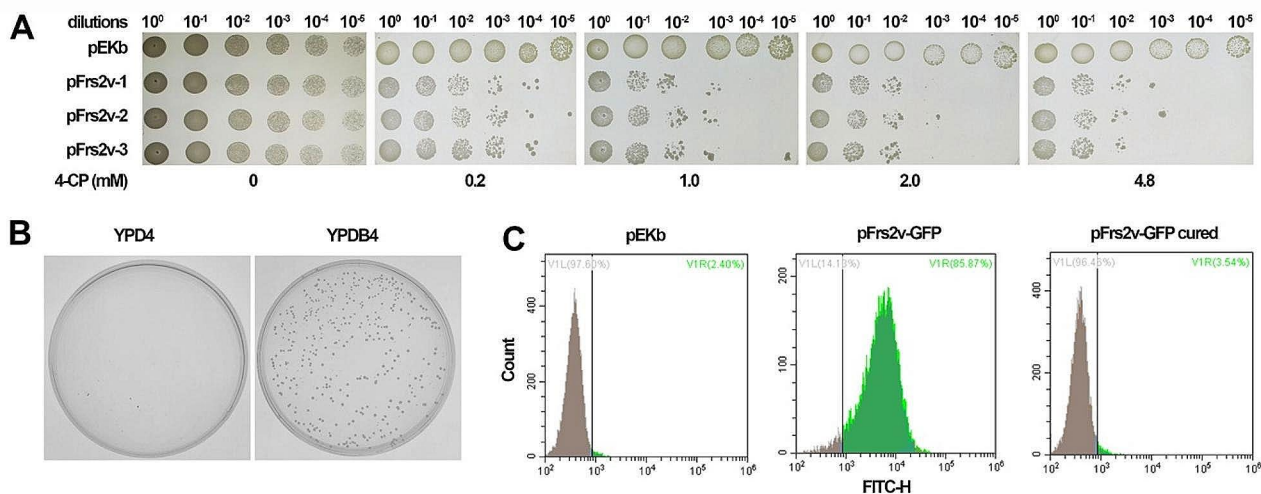 A
dilutions 10⁰ 10⁻¹ 10⁻² 10⁻³ 10⁻⁴ 10⁻⁵ 10⁰ 10⁻¹ 10⁻² 10⁻³ 10⁻⁴ 10⁻⁵ 10⁰ 10⁻¹ 10⁻² 10⁻³ 10⁻⁴ 10⁻⁵ 10⁰ 10⁻¹ 10⁻² 10⁻³ 10⁻⁴ 10⁻⁵ 10⁰ 10⁻¹ 10⁻² 10⁻³ 10⁻⁵
pEKb
pFrs2v-1
pFrs2v-2
pFrs2v-3
4-CP (mM) 0 0.2 1.0 2.0 4.8
B
YPD4 YPDB4
C
pEKb pFrs2v-GFP pFrs2v-GFP cured
V1L(97.60%) V1R(2.40%) V1L(14.13%) V1R(85.87%) V1L(96.46%) V1R(3.54%)
Count
400 200 0
200 100 0
400 200 0
10² 10³ 10⁴ 10⁵ 10⁶ 10² 10³ 10⁴ 10⁵ 10⁶ 10² 10³ 10⁴ 10⁵ 10⁶
FITC-H